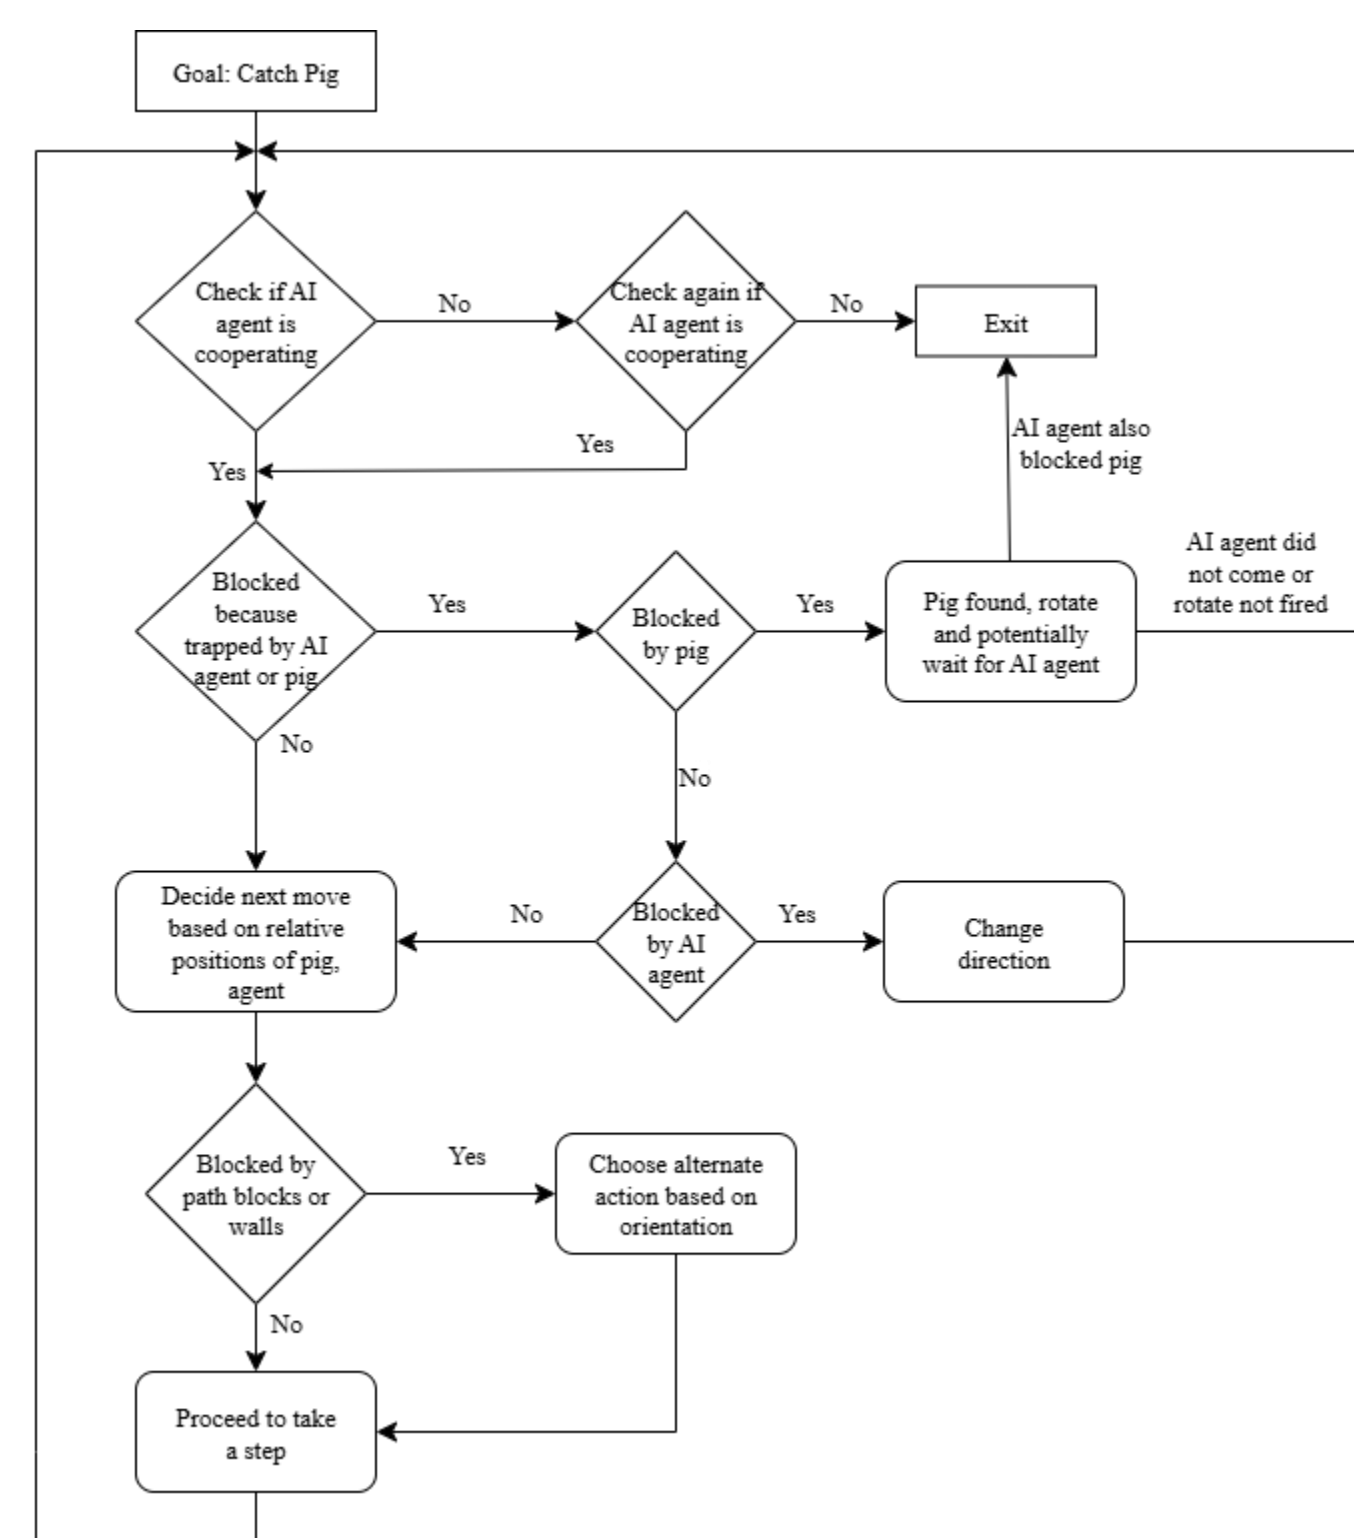 Goal: Catch Pig
Check if AI
agent is
cooperating
No
Check again if
AI agent is
cooperating
No
Exit
AI agent also
blocked pig
Yes
Yes
Blocked
because
trapped by AI
agent or pig
Yes
Blocked
by pig
Yes
Pig found, rotate
and potentially
wait for AI agent
AI agent did
not come or
rotate not fired
No
No
Decide next move
based on relative
positions of pig,
agent
No
Blocked
by AI
agent
Yes
Change
direction
Blocked by
path blocks or
walls
Yes
Choose alternate
action based on
orientation
No
Proceed to take
a step